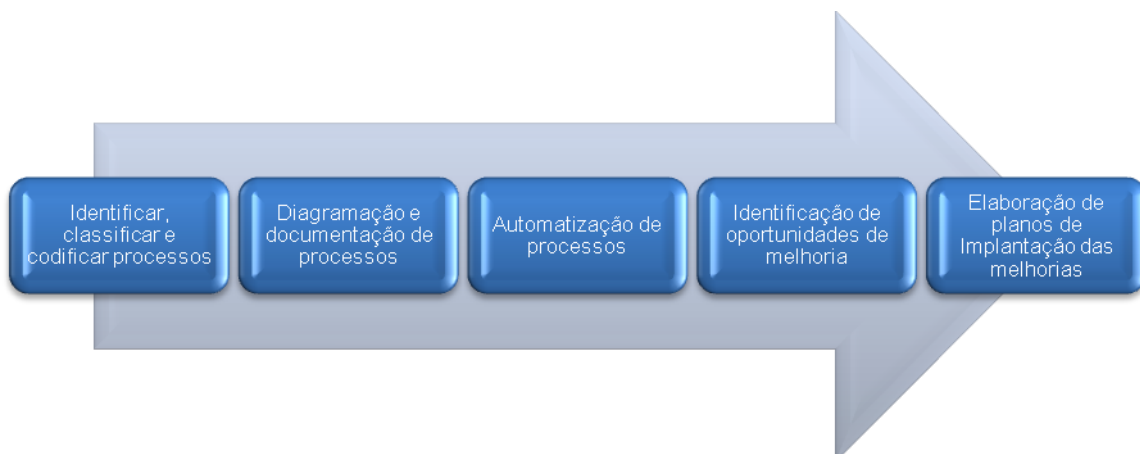 Identificar,
classificar e
codificar processos
Diagramação e
documentação de
processos
Automatização de
processos
Identificação de
oportunidades de
melhoria
Elaboração de
planos de
Implantação das
melhorias